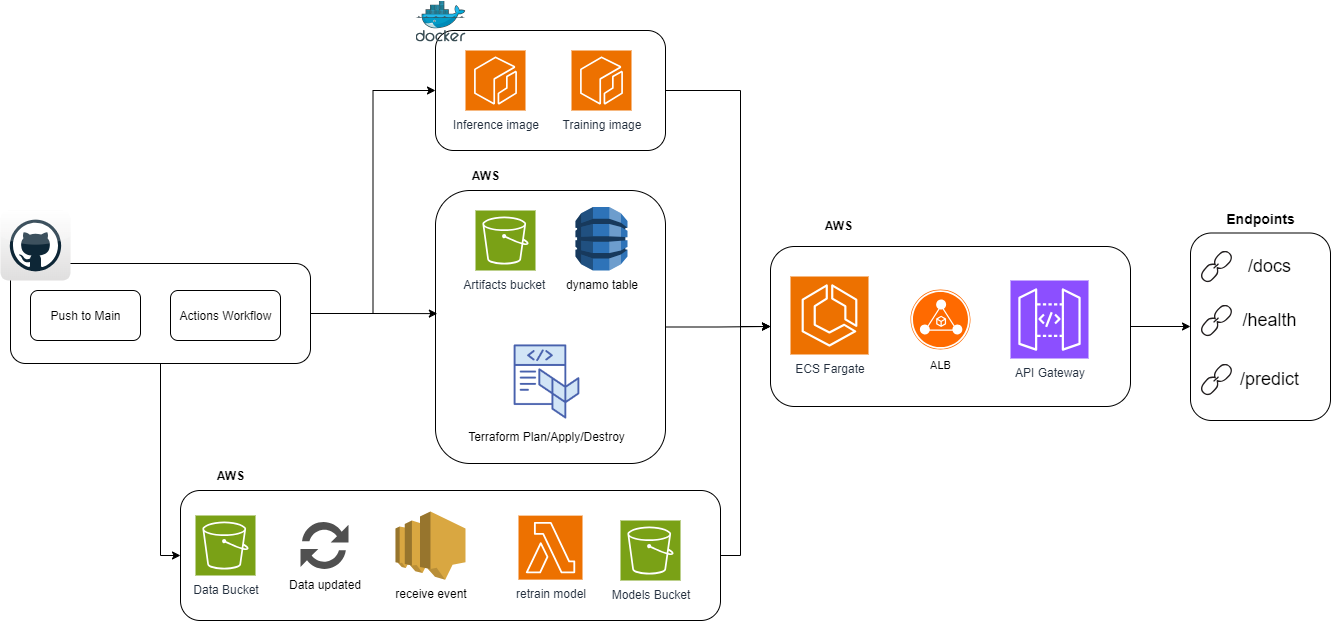 docker
Inference image
Training image
AWS
Artifacts bucket
dynamo table
</>
Terraform Plan/Apply/Destroy
Push to Main
Actions Workflow
AWS
ECS Fargate
ALB
</>
API Gateway
Endpoints
/docs
/health
/predict
AWS
Data Bucket
Data updated
receive event
retrain model
Models Bucket